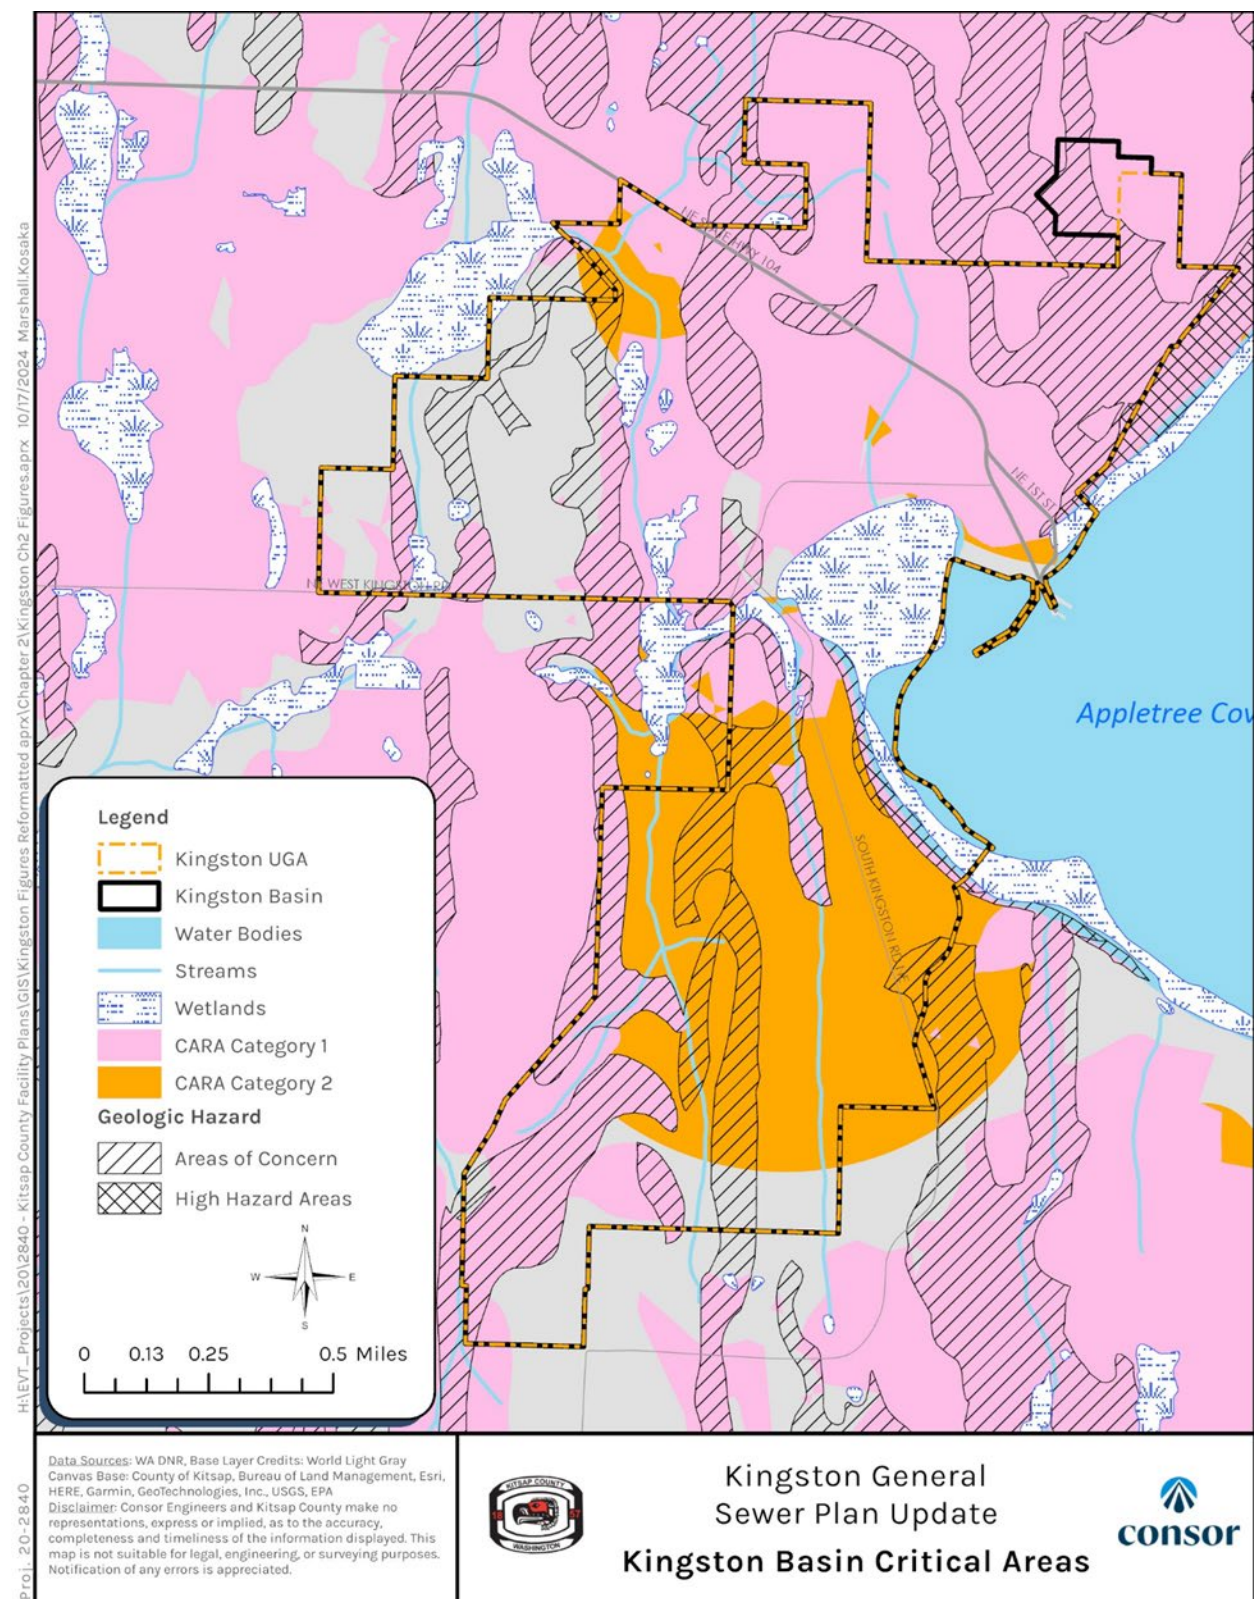 NE STATE HWY 104
NE 1ST ST
NE WEST KINGSTON RD
Appletree Cov
SOUTH KINGSTON RD NE
Legend
Kingston UGA
Kingston Basin
Water Bodies
Streams
Wetlands
CARA Category 1
CARA Category 2
Geologic Hazard
Areas of Concern
High Hazard Areas
N
W E
S
0 0.13 0.25 0.5 Miles
H:\EVT_Projects\20\2840 - Kitsap County Facility Plans\GIS\Kingston Figures Reformatted aprx\Chapter 2\Kingston Ch2 Figures.aprx 10/17/2024 Marshall.Kosaka
Proj. 20-2840
Data Sources: WA DNR, Base Layer Credits: World Light Gray
Canvas Base: County of Kitsap, Bureau of Land Management, Esri,
HERE, Garmin, GeoTechnologies, Inc., USGS, EPA
Disclaimer: Consor Engineers and Kitsap County make no
representations, express or implied, as to the accuracy,
completeness and timeliness of the information displayed. This
map is not suitable for legal, engineering, or surveying purposes.
Notification of any errors is appreciated.
KITSAP COUNTY
18 57
WASHINGTON
Kingston General
Sewer Plan Update
Kingston Basin Critical Areas
consor